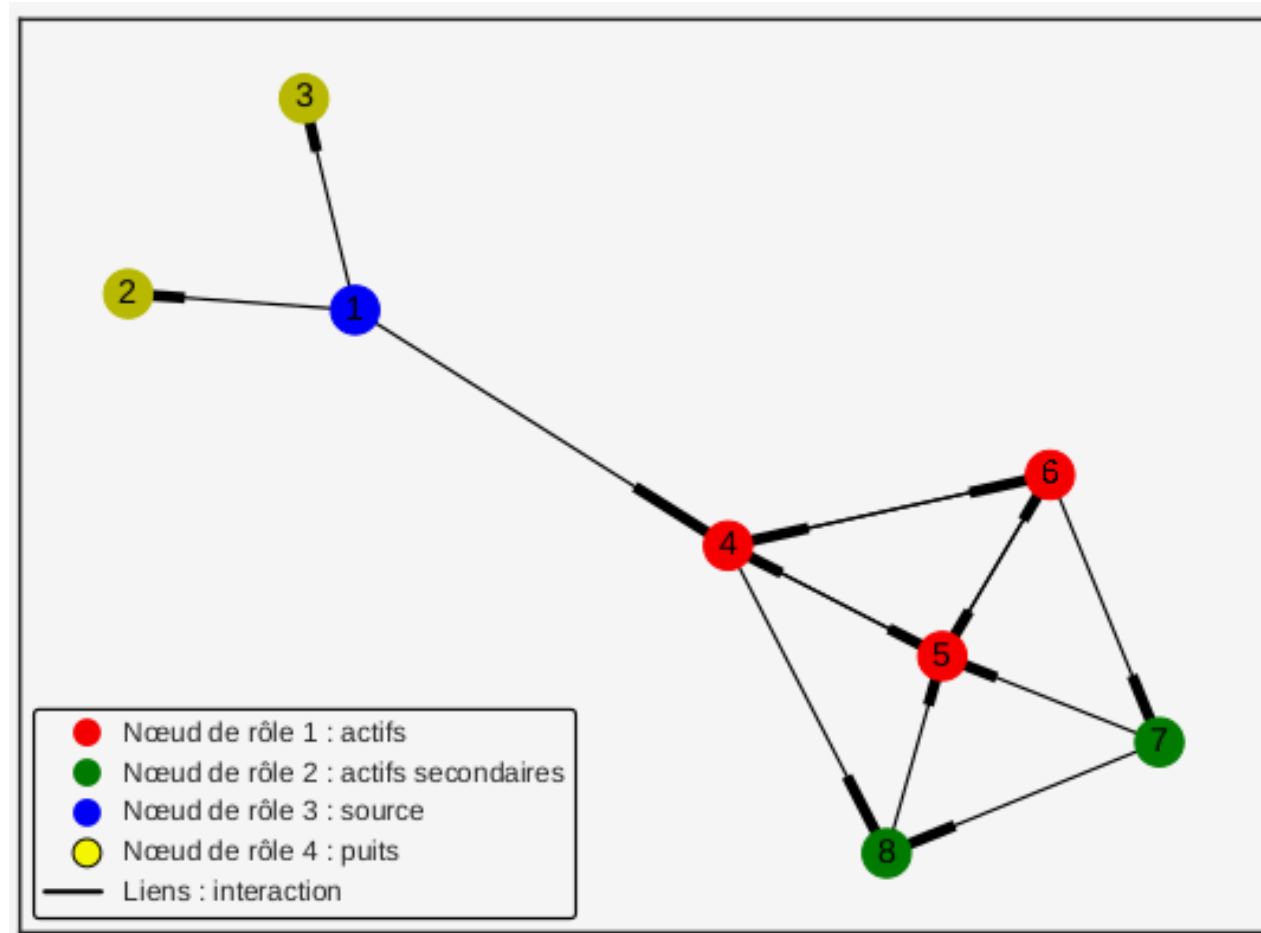 3
2
1
6
4
5
7
8
Nœud de rôle 1 : actifs
Nœud de rôle 2 : actifs secondaires
Nœud de rôle 3 : source
Nœud de rôle 4 : puits
Liens : interaction